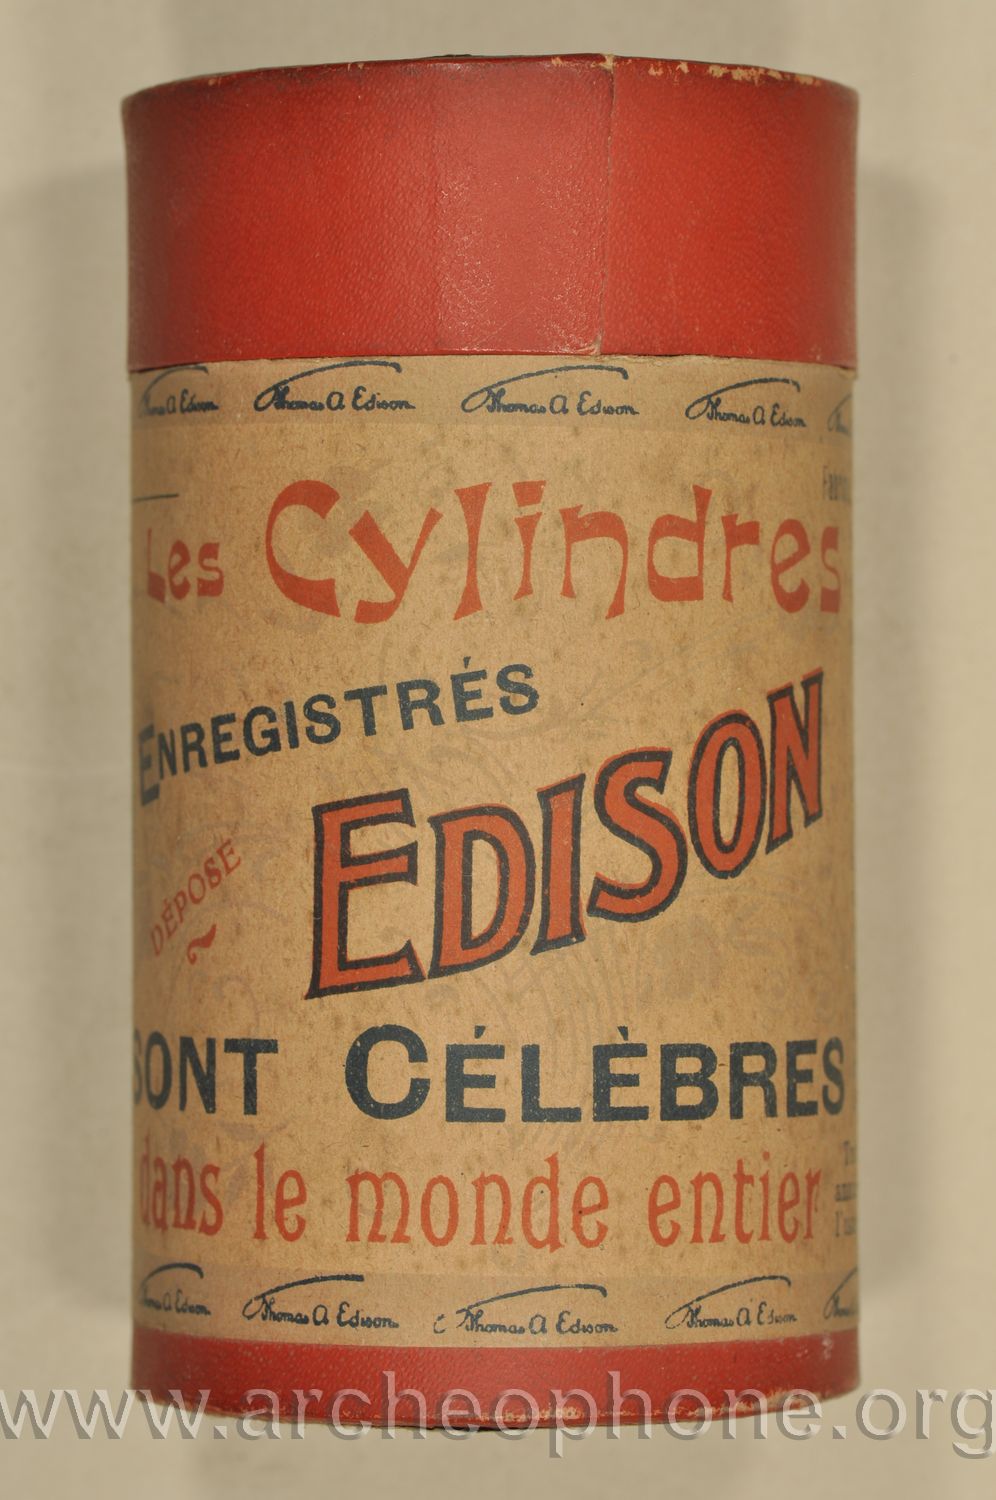 Thomas A Edison Thomas A Edison Thomas A Edison Thomas A Edison
Les Cylindres
ENREGISTRÉS
EDISON
DÉPOSÉ
SONT CÉLÈBRES
dans le monde entier
Thomas A Edison Thomas A Edison Thomas A Edison Thomas A Edison
www.archeophone.org